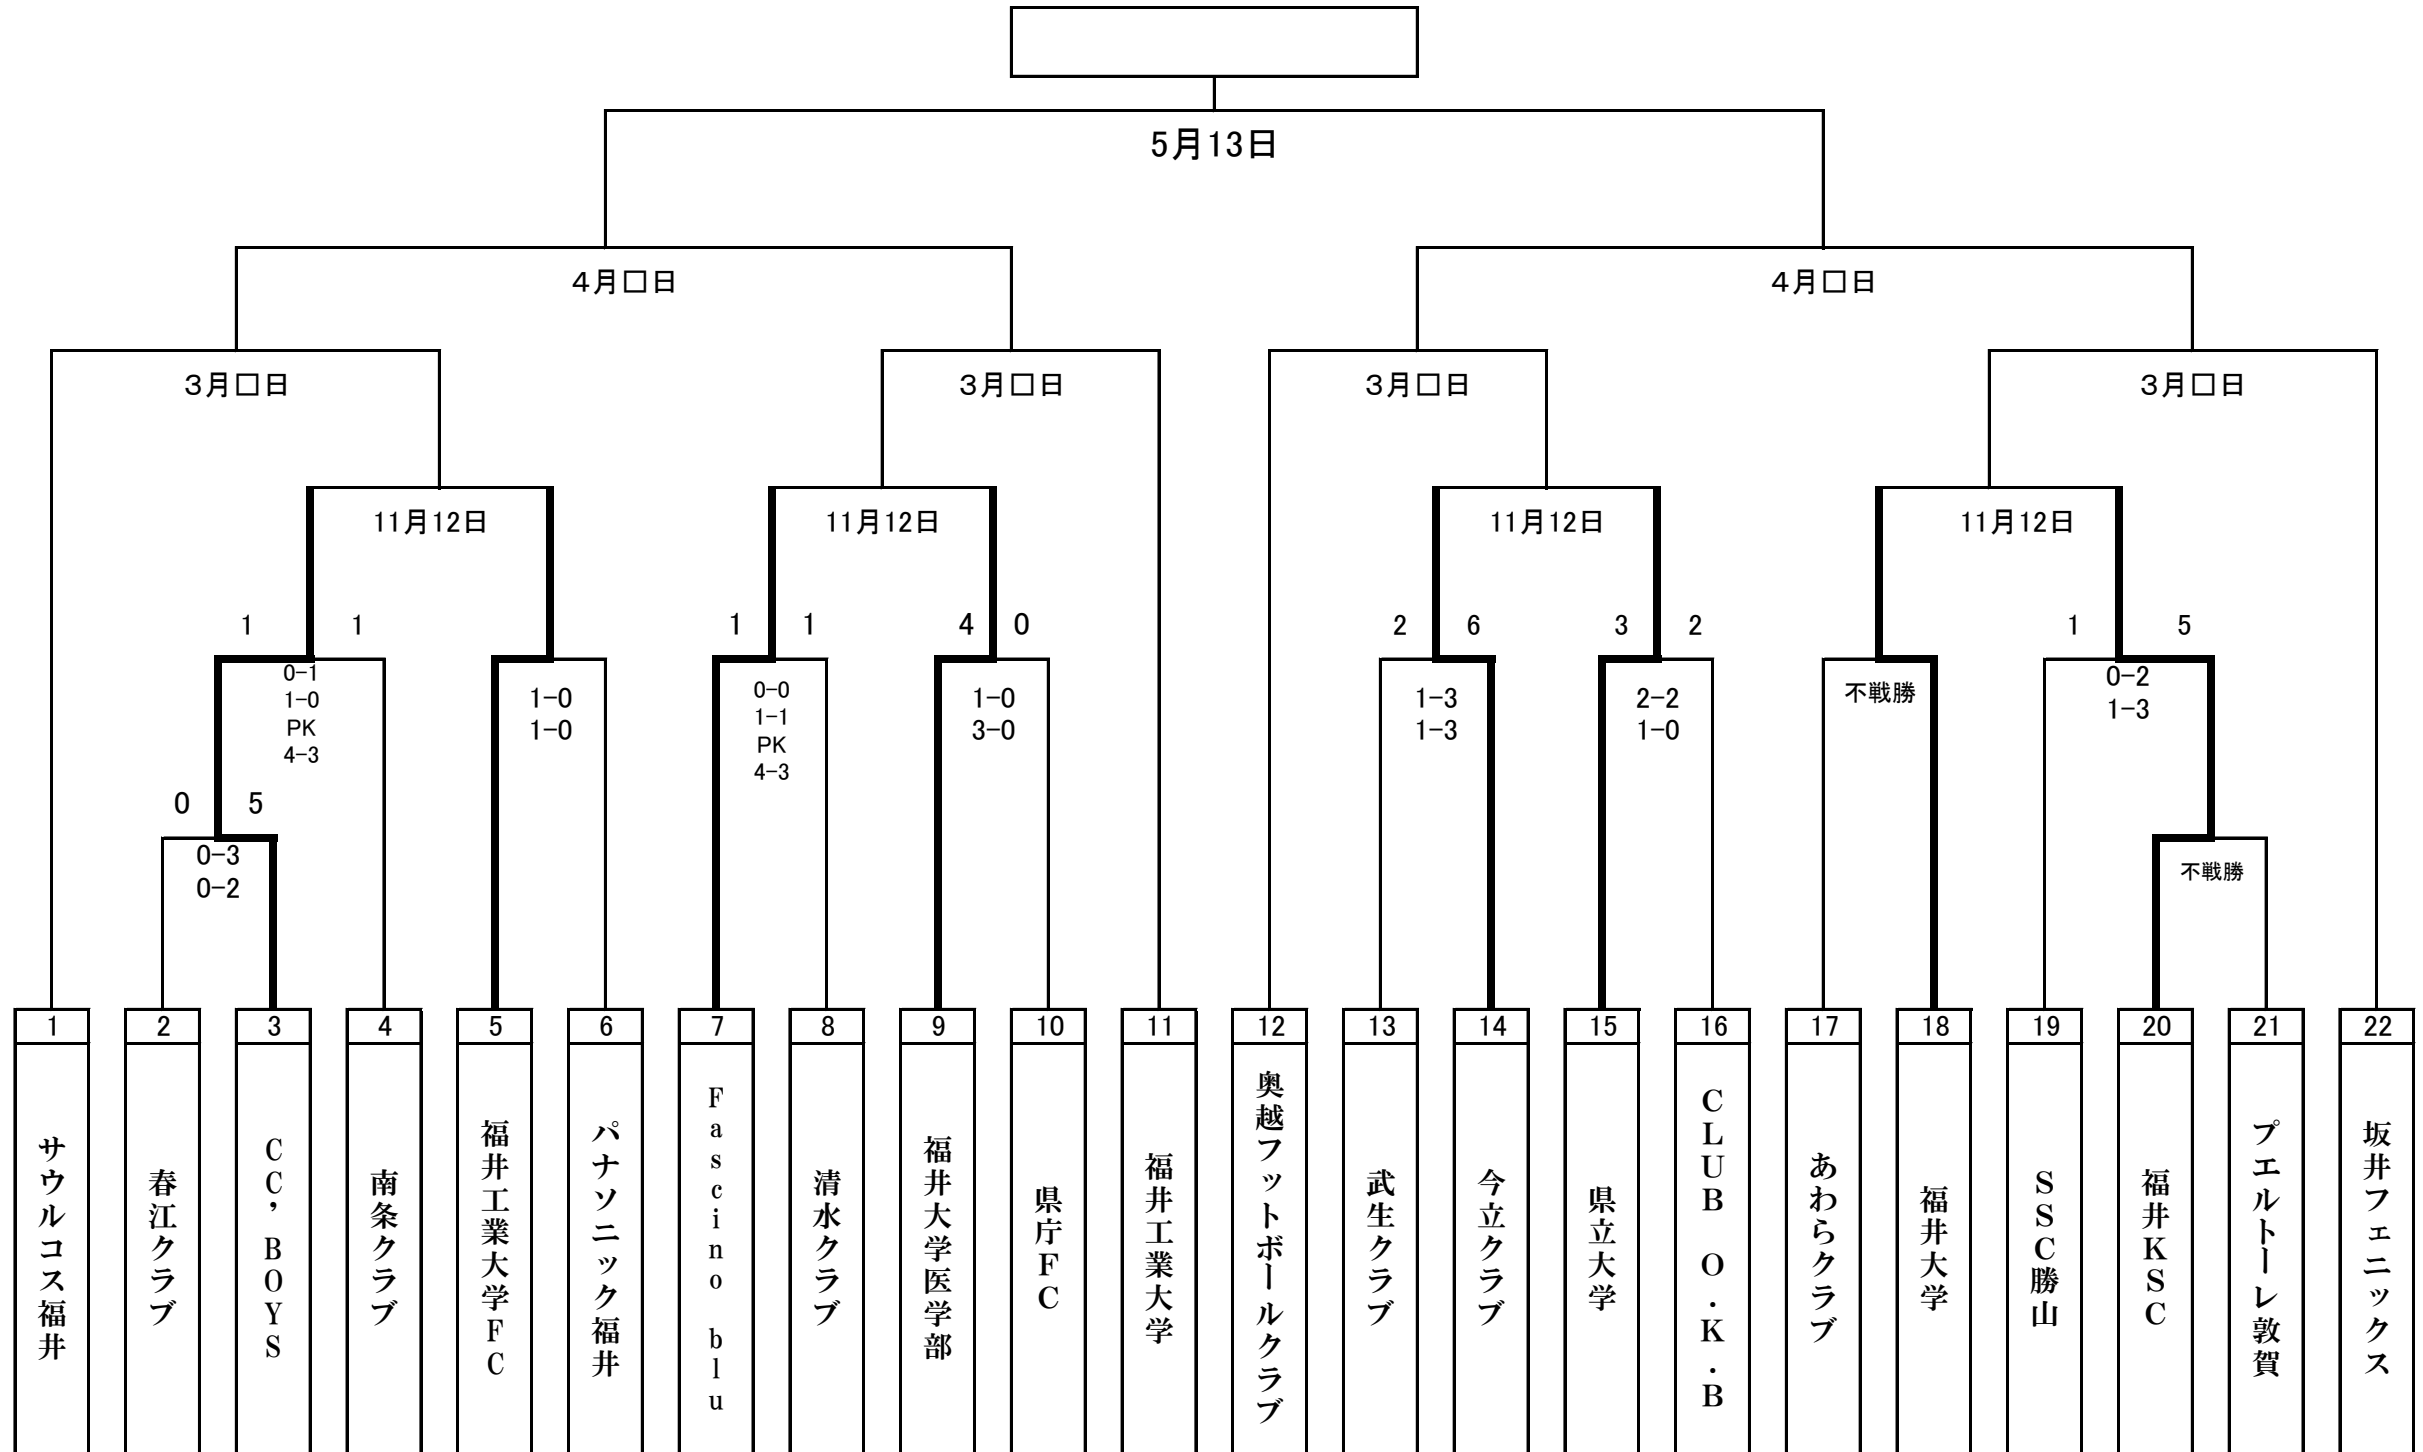 5月13日
4月□日
4月□日
3月□日
3月□日
3月□日
3月□日
11月12日
11月12日
11月12日
11月12日
1 1
1 1
4 0
2 6
3 2
1 5
0-1
1-0
PK
4-3
1-0
1-0
0-0
1-1
PK
4-3
1-0
3-0
1-3
1-3
2-2
1-0
不戦勝
0-2
1-3
0 5
0-3
0-2
不戦勝
1
2
3
4
5
6
7
8
9
10
11
12
13
14
15
16
17
18
19
20
21
22
サウルコス福井
春江クラブ
CC’BOYS
南条クラブ
福井工業大学FC
パナソニック福井
Fascino blu
清水クラブ
福井大学医学部
県庁FC
福井工業大学
奥越フットボールクラブ
武生クラブ
今立クラブ
県立大学
CLUB O.K.B
あわらクラブ
福井大学
SSC勝山
福井KSC
プエルトーレ敦賀
坂井フェニックス